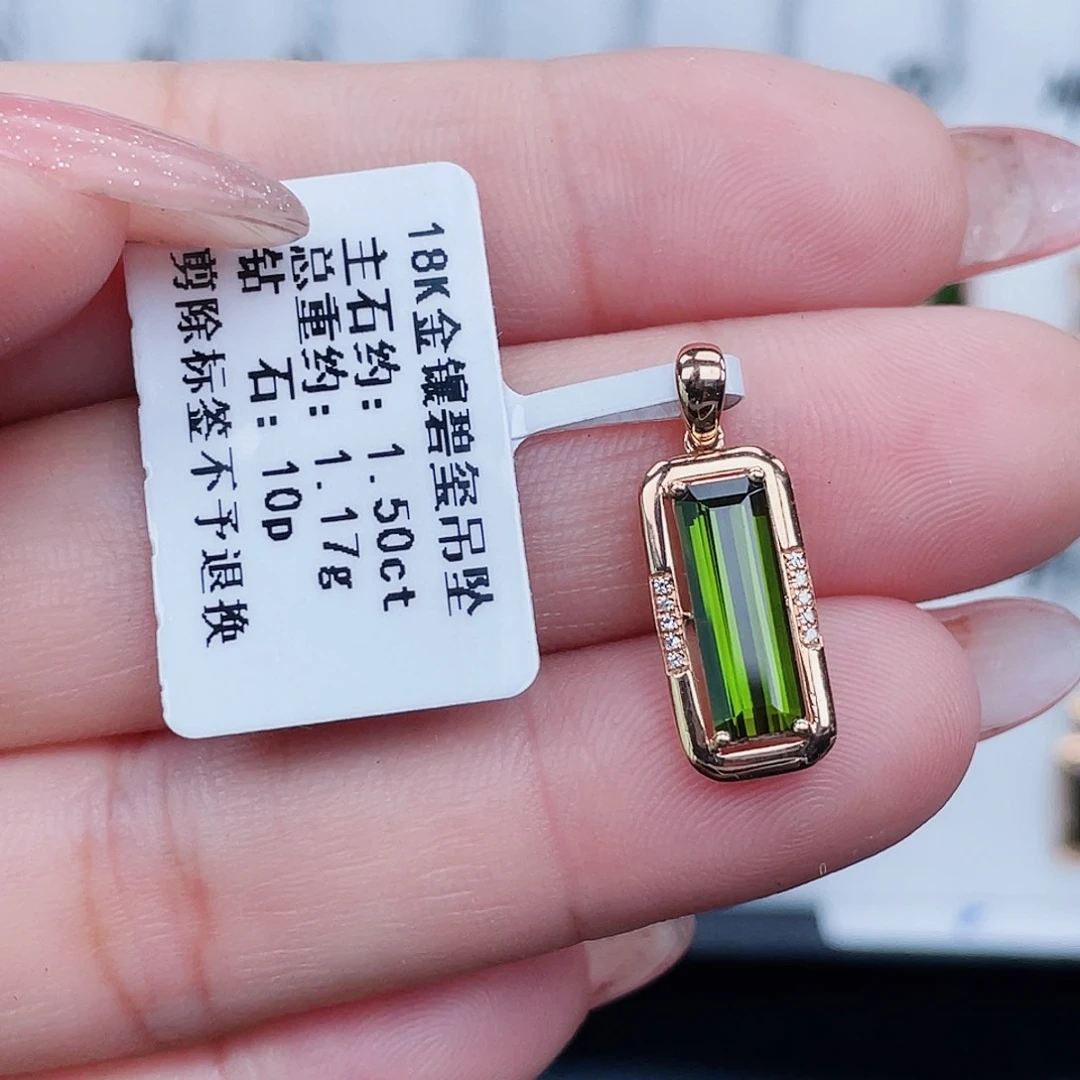 18K金镶碧玺吊坠
主石约: 1.50ct
总重约: 1.17g
钻 石: 10p
剪除标签不予退换